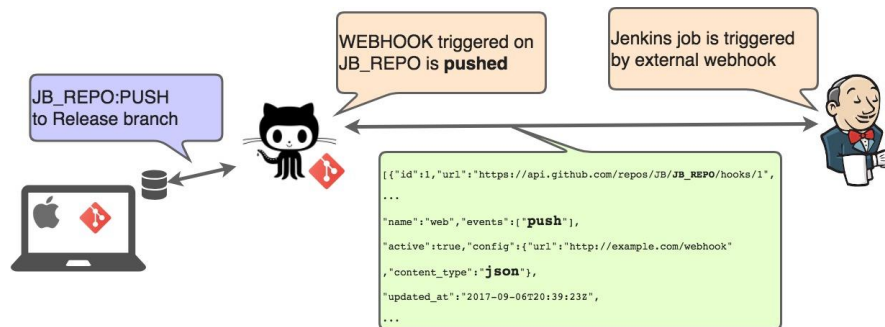 WEBHOOK triggered on
JB_REPO is pushed
Jenkins job is triggered
by external webhook
JB_REPO:PUSH
to Release branch
[{"id":1,"url":"https://api.github.com/repos/JB/JB_REPO/hooks/1",
...
"name":"web","events":["push"],
"active":true,"config":{"url":"http://example.com/webhook"
,"content_type":"json"},
"updated_at":"2017-09-06T20:39:23Z",
...